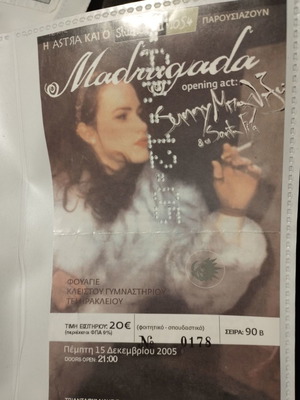 Η ASTRA ΚΑΙ Ο ΠΑΡΟΥΣΙΑΖΟΥΝ
Madrugada
opening act:
ΦΟΥΑΓΙΕ
ΚΛΕΙΣΤΟΥ ΓΥΜΝΑΣΤΗΡΙΟΥ
ΤΕΙ ΗΡΑΚΛΕΙΟΥ
ΤΙΜΗ ΕΙΣΙΤΗΡΙΟΥ: 20€ (φοιτητικό - σπουδαστικό)
(περιέχεται ΦΠΑ 9%)
№ 0178
ΣΕΙΡΑ: 90 Β
Πέμπτη 15 Δεκεμβρίου 2005
DOORS OPEN: 21:00